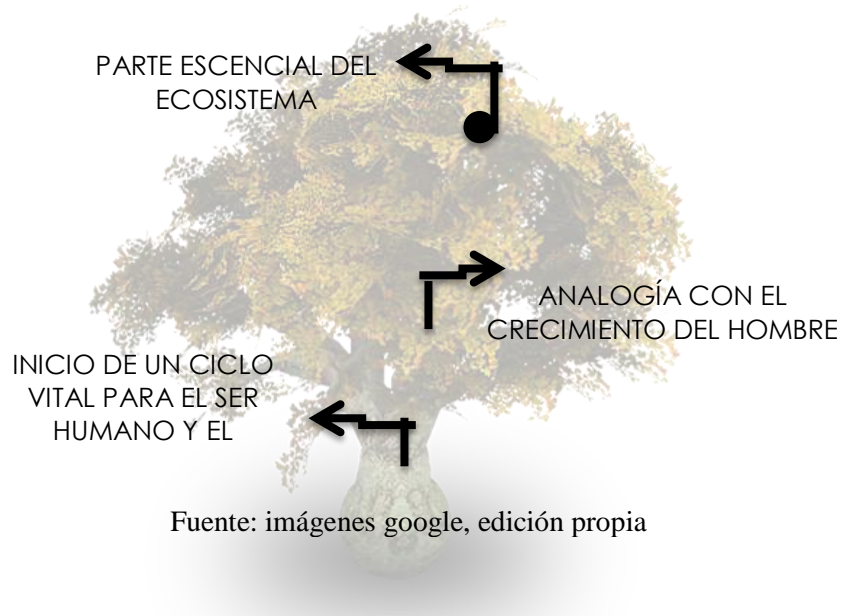 PARTE ESCENCIAL DEL
ECOSISTEMA
ANALOGÍA CON EL
CRECIMIENTO DEL HOMBRE
INICIO DE UN CICLO
VITAL PARA EL SER
HUMANO Y EL
Fuente: imágenes google, edición propia